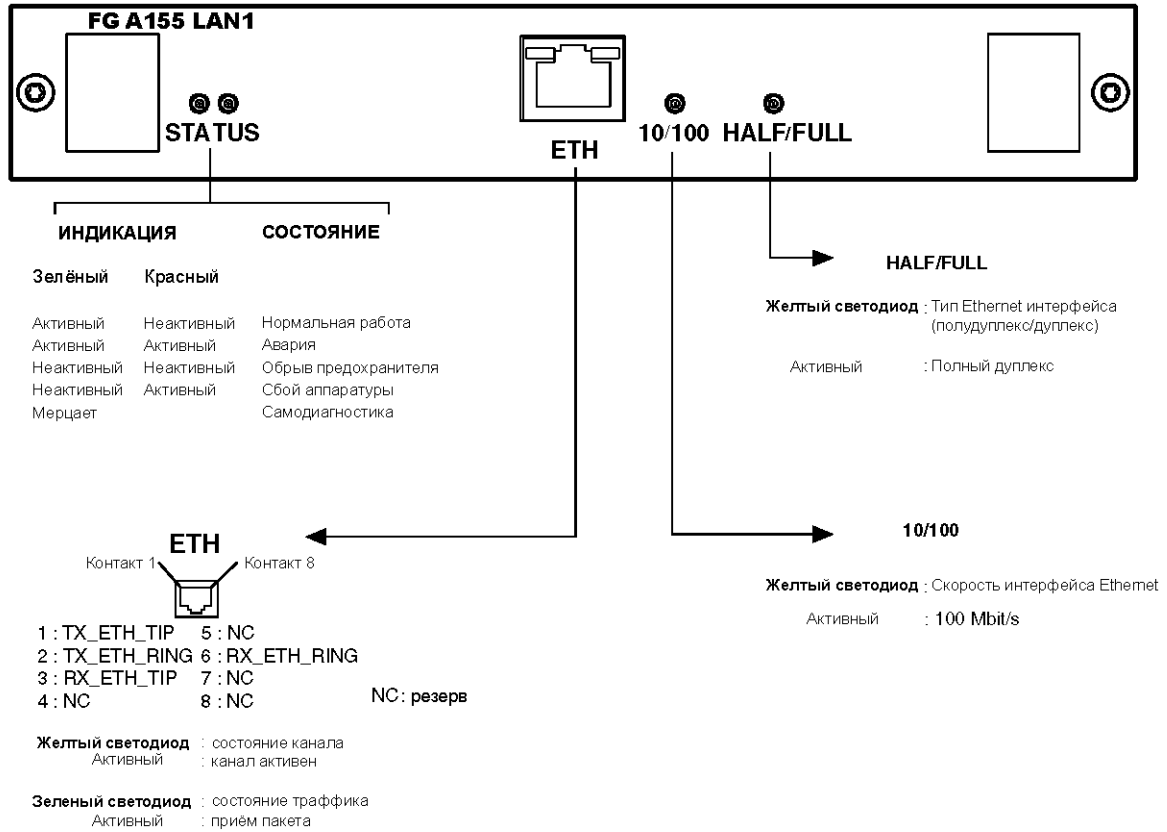 FG A155 LAN1
STATUS
ETH
10/100 HALF/FULL
ИНДИКАЦИЯ СОСТОЯНИЕ
Зелёный Красный
Активный Неактивный Нормальная работа
Активный Активный Авария
Неактивный Неактивный Обрыв предохранителя
Неактивный Активный Сбой аппаратуры
Мерцает Самодиагностика
HALF/FULL
Желтый светодиод : Тип Ethernet интерфейса
(полудуплекс/дуплекс)
Активный : Полный дуплекс
10/100
Желтый светодиод : Скорость интерфейса Ethernet
Активный : 100 Mbit/s
ETH
Контакт 1 Контакт 8
1 : TX_ETH_TIP 5 : NC
2 : TX_ETH_RING 6 : RX_ETH_RING
3 : RX_ETH_TIP 7 : NC
4 : NC 8 : NC
NC : резерв
Желтый светодиод : состояние канала
Активный : канал активен
Зеленый светодиод : состояние траффика
Активный : приём пакета